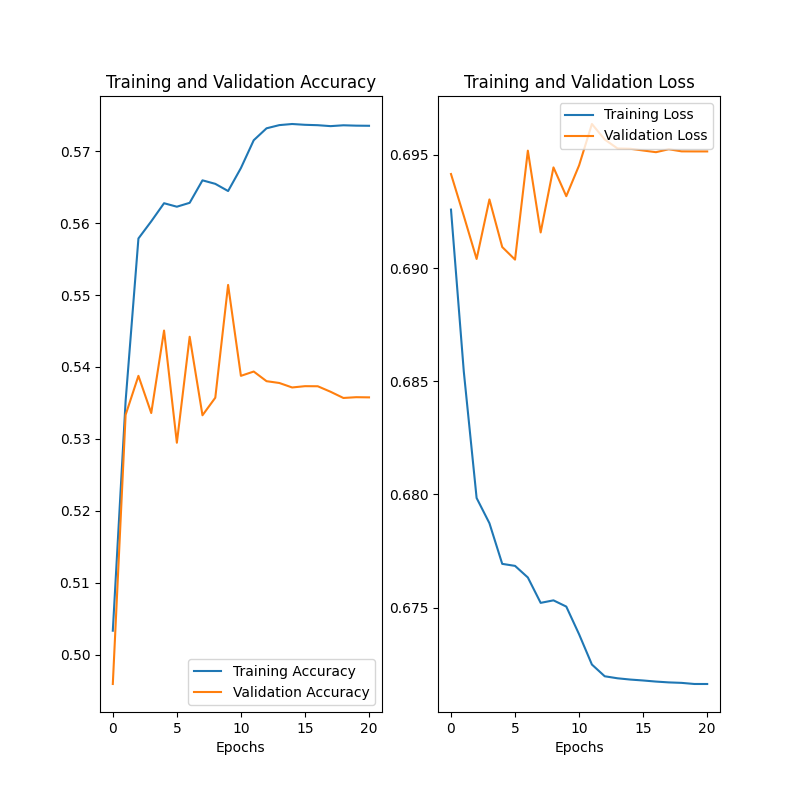 Training and Validation Accuracy
0.57
0.56
0.55
0.54
0.53
0.52
0.51
0.50
Training Accuracy
Validation Accuracy
0 5 10 15 20
Epochs
Training and Validation Loss
Training Loss
Validation Loss
0.695
0.690
0.685
0.680
0.675
0 5 10 15 20
Epochs